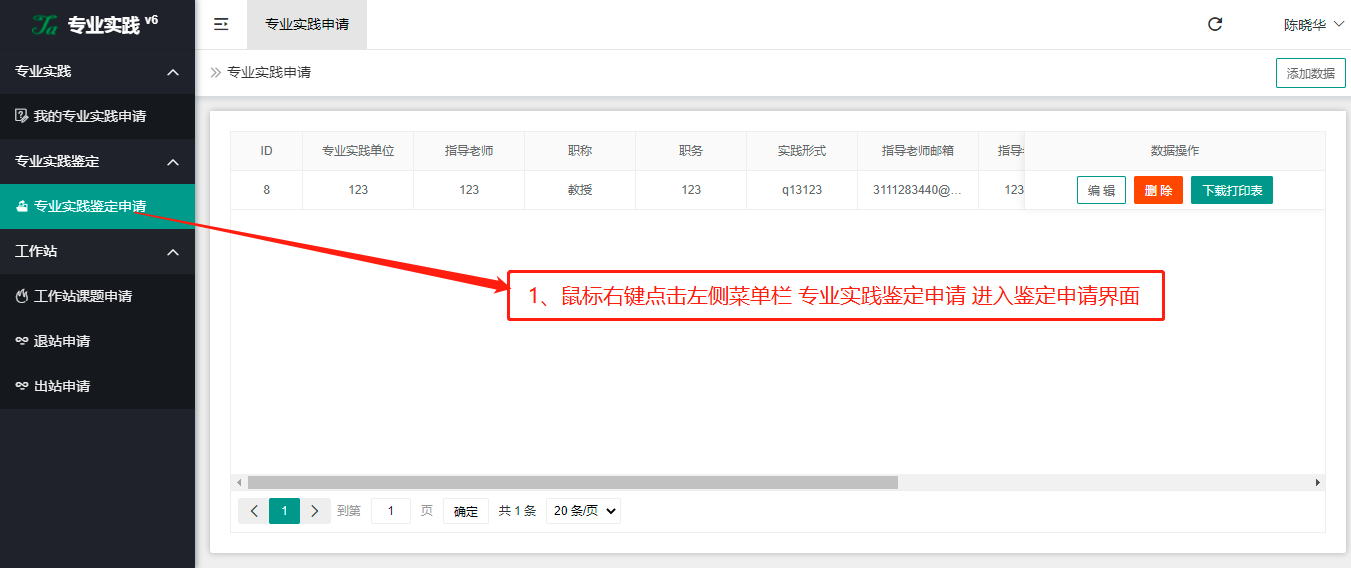 Ta 专业实践 v6
专业实践申请
陈晓华
专业实践
专业实践申请
添加数据
我的专业实践申请
专业实践鉴定
专业实践鉴定申请
工作站
工作站课题申请
退站申请
出站申请
ID 专业实践单位 指导老师 职称 职务 实践形式 指导老师邮箱 指导 数据操作
8 123 123 教授 123 q13123 3111283440@... 123 编 辑 删 除 下载打印表
1、鼠标右键点击左侧菜单栏 专业实践鉴定申请 进入鉴定申请界面
1 到第 1 页 确定 共 1 条 20 条/页